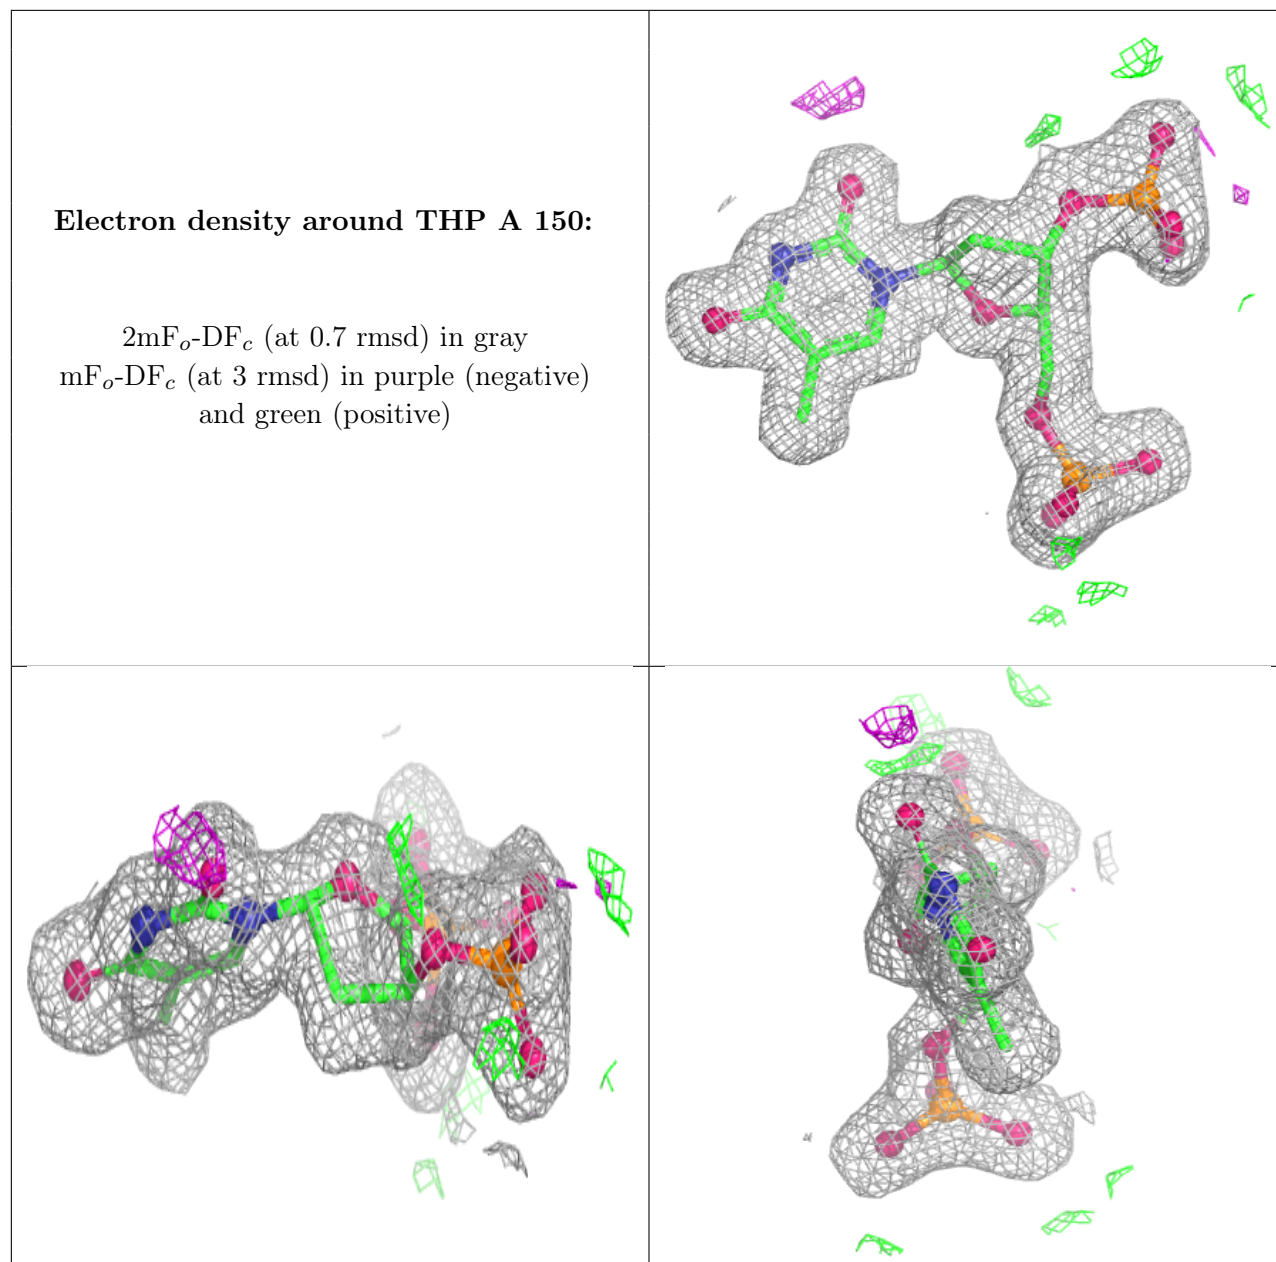 Electron density around THP A 150:
2mFo-DFc (at 0.7 rmsd) in gray
mFo-DFc (at 3 rmsd) in purple (negative)
and green (positive)